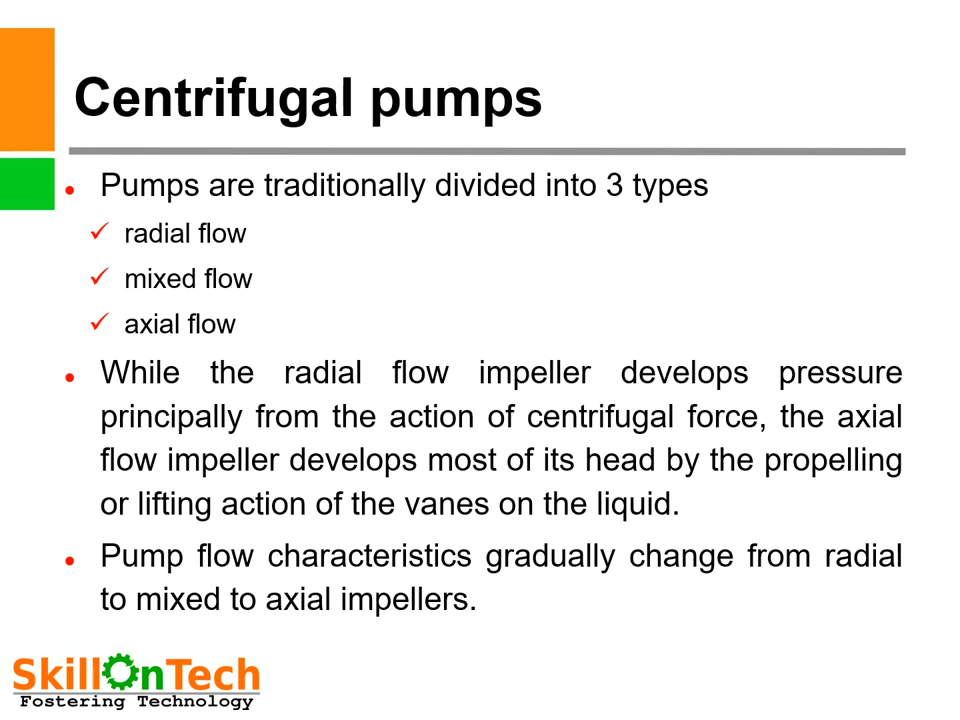 Centrifugal pumps
Pumps are traditionally divided into 3 types
radial flow
mixed flow
axial flow
While the radial flow impeller develops pressure
principally from the action of centrifugal force, the axial
flow impeller develops most of its head by the propelling
or lifting action of the vanes on the liquid.
Pump flow characteristics gradually change from radial
to mixed to axial impellers.
SkillOnTech
Fostering Technology